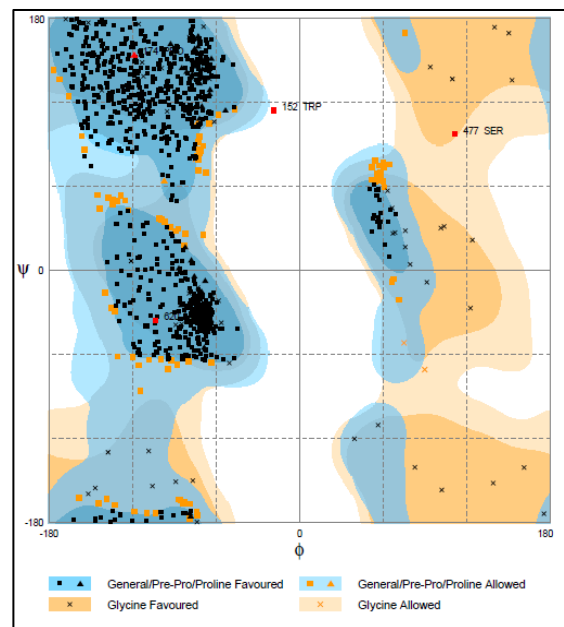 180
152 TRP
477 SER
ψ
0
-180
-180
0
180
ϕ
General/Pre-Pro/Proline Favoured
General/Pre-Pro/Proline Allowed
Glycine Favoured
Glycine Allowed